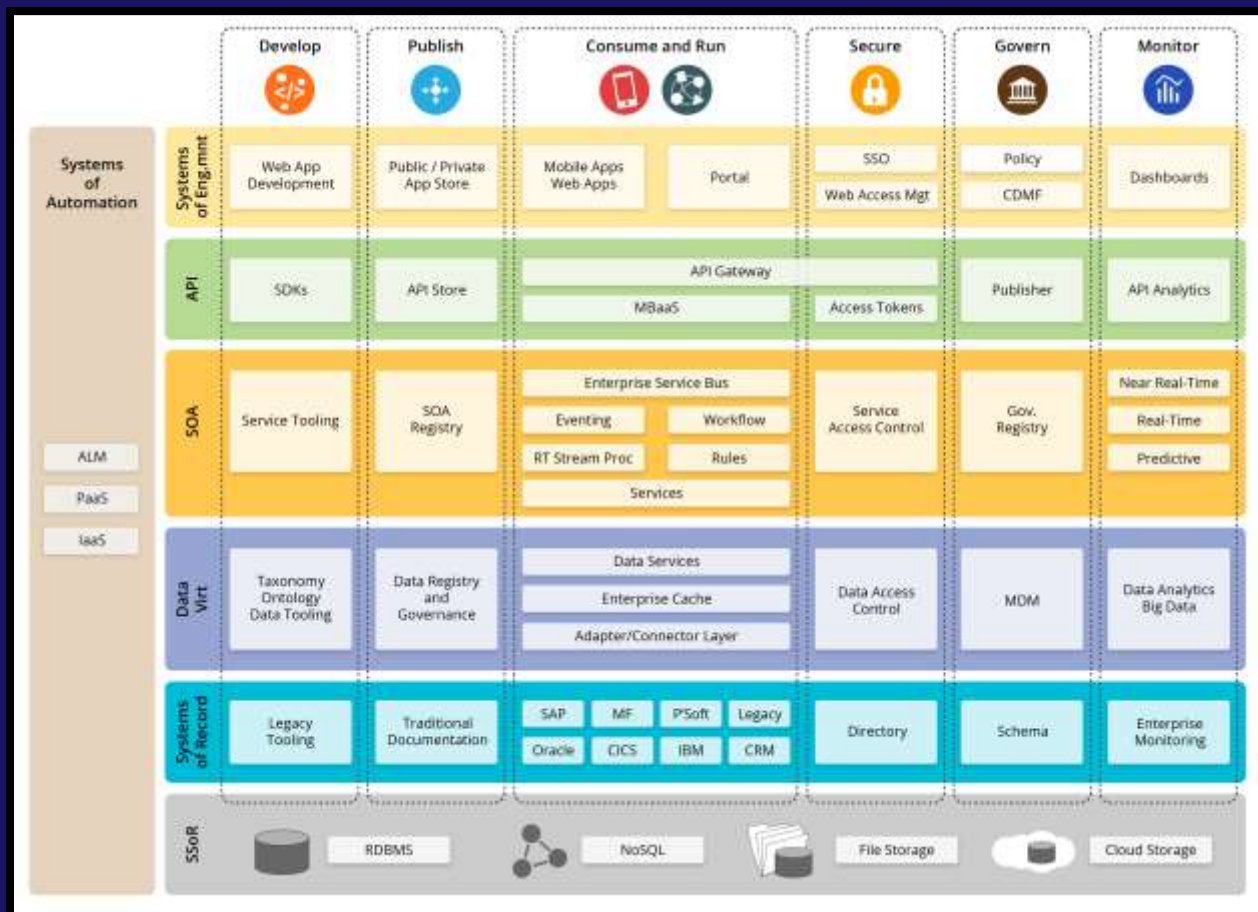 Develop
Publish
Consume and Run
Secure
Govern
Monitor
Systems
of
Automation
ALM
PaaS
IaaS
Systems
of Eng.mnt
Web App
Development
Public / Private
App Store
Mobile Apps
Web Apps
Portal
SSO
Web Access Mgt
Policy
CDMF
Dashboards
API
SDKs
API Store
API Gateway
MBaaS
Access Tokens
Publisher
API Analytics
SOA
Service Tooling
SOA
Registry
Enterprise Service Bus
Eventing
Workflow
RT Stream Proc
Rules
Services
Service
Access Control
Gov.
Registry
Near Real-Time
Real-Time
Predictive
Data
Virt
Taxonomy
Ontology
Data Tooling
Data Registry
and
Governance
Data Services
Enterprise Cache
Adapter/Connector Layer
Data Access
Control
MDM
Data Analytics
Big Data
Systems
of Record
Legacy
Tooling
Traditional
Documentation
SAP
MF
P'Soft
Legacy
Oracle
CICS
IBM
CRM
Directory
Schema
Enterprise
Monitoring
SSoR
RDBMS
NoSQL
File Storage
Cloud Storage